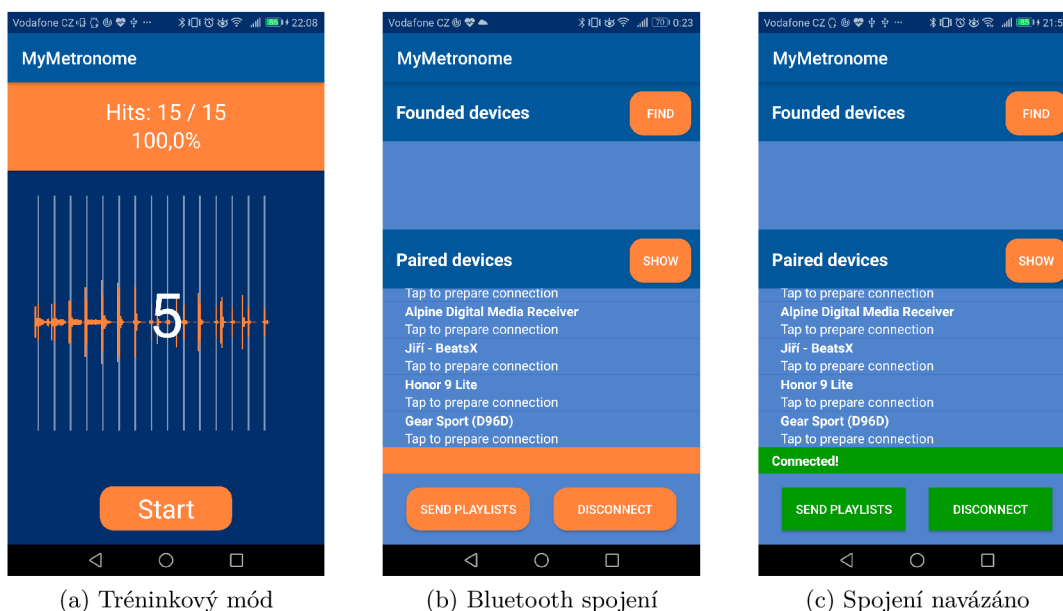 Vodafone CZ 86 22:08
MyMetronome
Hits: 15 / 15
100,0%
5
Start
(a) Tréninkový mód
Vodafone CZ 70 0:23
MyMetronome
Founded devices
FIND
Paired devices
SHOW
Tap to prepare connection
Alpine Digital Media Receiver
Tap to prepare connection
Jiří - BeatsX
Tap to prepare connection
Honor 9 Lite
Tap to prepare connection
Gear Sport (D96D)
Tap to prepare connection
SEND PLAYLISTS
DISCONNECT
(b) Bluetooth spojení
Vodafone CZ
MyMetronome
Founded devices
FIND
Paired devices
SHOW
Tap to prepare connection
Alpine Digital Media Receiver
Tap to prepare connection
Jiří - BeatsX
Tap to prepare connection
Honor 9 Lite
Tap to prepare connection
Gear Sport (D96D)
Tap to prepare connection
Connected!
SEND PLAYLISTS
DISCONNECT
(c) Spojení navázáno